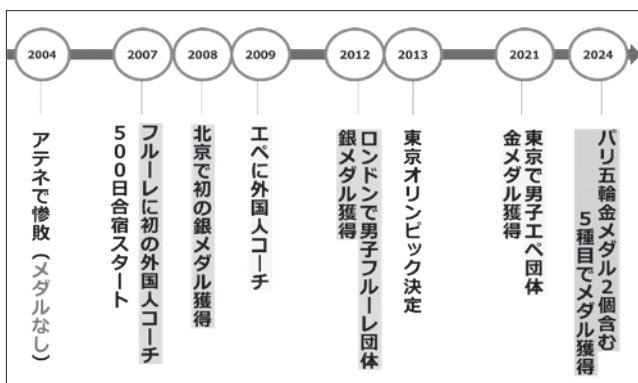 2004
2007
2008
2009
2012
2013
2021
2024
アテネで惨敗（メダルなし）
フルーレに初の外国人コーチ
500日合宿スタート
北京で初の銀メダル獲得
エペに外国人コーチ
ロンドンで男子フルーレ団体
銀メダル獲得
東京オリンピック決定
東京で男子エペ団体
金メダル獲得
パリ五輪金メダル2個含む
5種目でメダル獲得